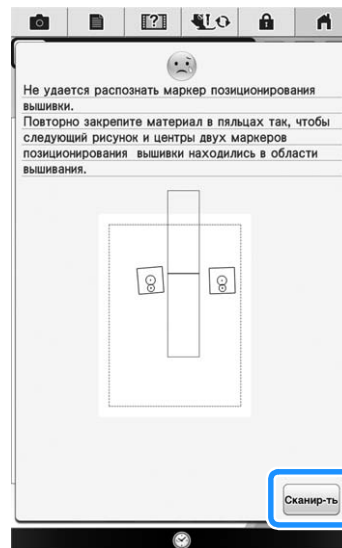 Не удается распознать маркер позиционирования
вышивки.
Повторно закрепите материал в пяльцах так, чтобы
следующий рисунок и центры двух маркеров
позиционирования вышивки находились в области
вышивания.
Сканир-ть